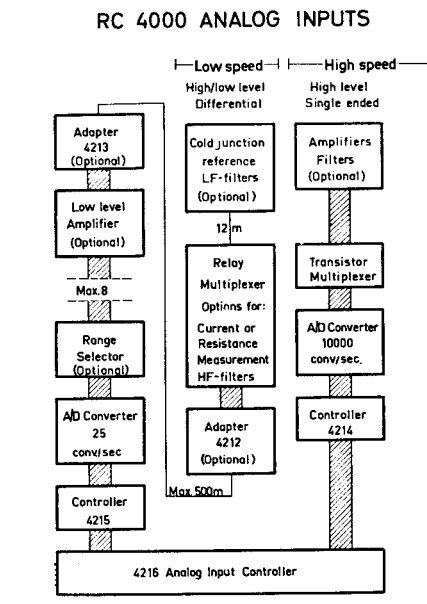 RC 4000 ANALOG INPUTS
Low speed
High speed
High/low level
Differential
High level
Single ended
Adapter
4213
(Optional)
Low level
Amplifier
(Optional)
Max.8
Range
Selector
(Optional)
A/D Converter
25
conv/sec
Controller
4215
Cold junction
reference
LF-filters
(Optional)
12 m
Relay
Multiplexer
Options for:
Current or
Resistance
Measurement
HF-filters
Adapter
4212
(Optional)
Max. 500m
Amplifiers
Filters
(Optional)
Transistor
Multiplexer
A/D Converter
10000
conv/sec.
Controller
4214
4216 Analog Input Controller